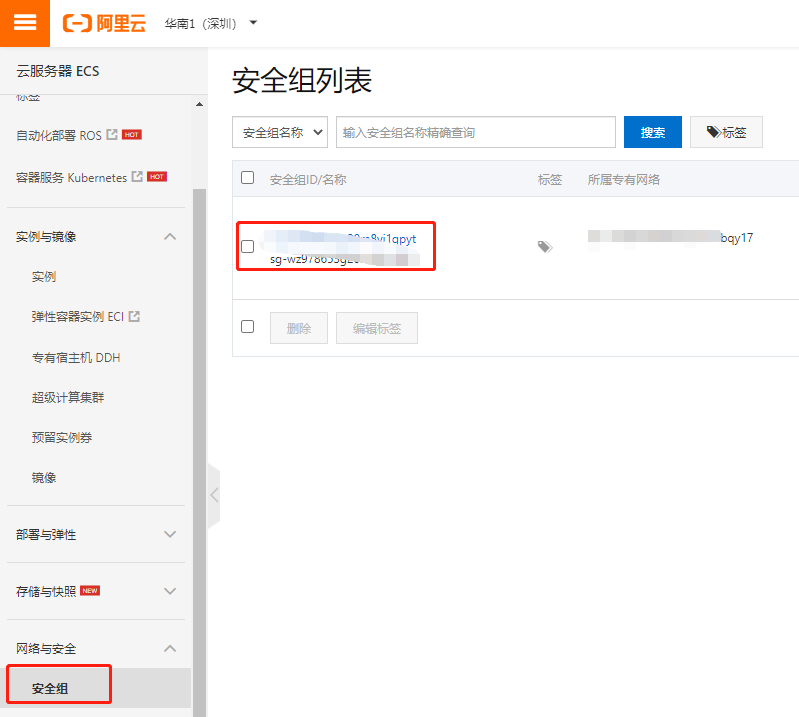 阿里云 华南1（深圳）
云服务器 ECS
标签
自动化部署 ROS HOT
容器服务 Kubernetes HOT
实例与镜像
实例
弹性容器实例 ECI
专有宿主机 DDH
超级计算集群
预留实例券
镜像
部署与弹性
存储与快照 NEW
网络与安全
安全组
安全组列表
安全组名称 输入安全组名称精确查询 搜索 标签
安全组ID/名称 标签 所属专有网络
bqy17
删除 编辑标签